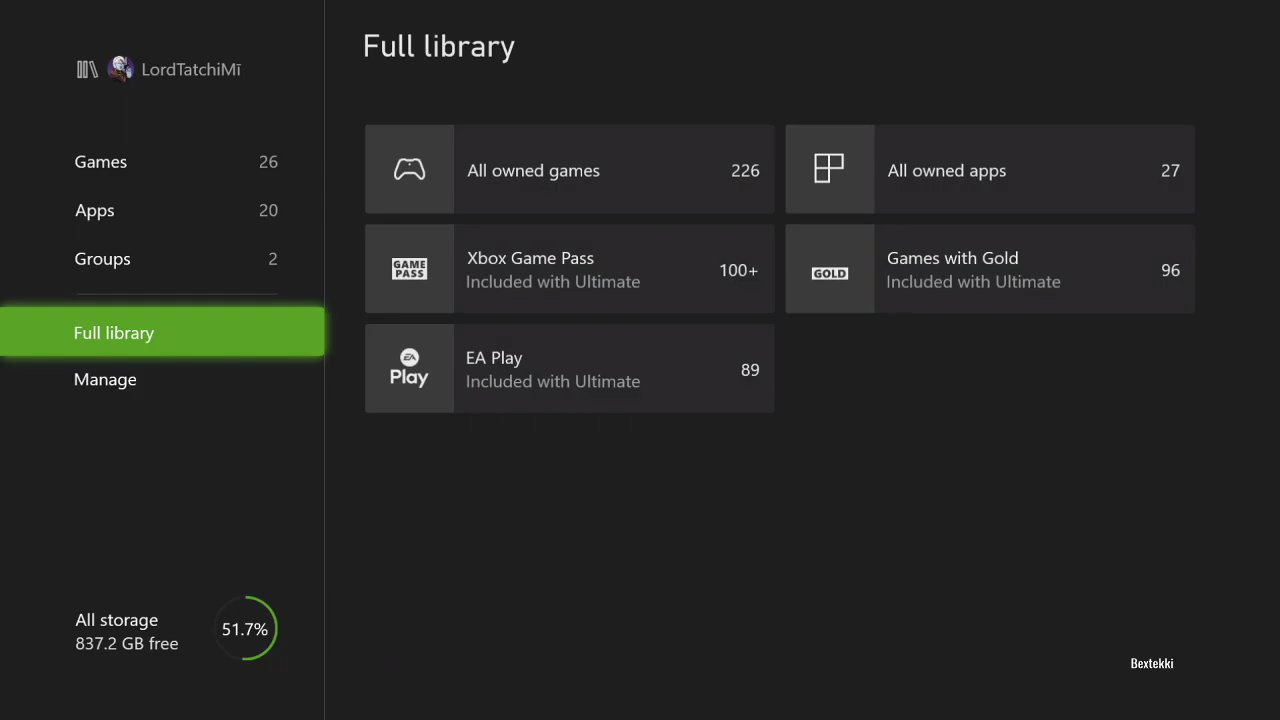 LordTatchiMī
Games 26
Apps 20
Groups 2
Full library
Manage
All storage
837.2 GB free
51.7%
Full library
All owned games 226
All owned apps 27
GAME
PASS
Xbox Game Pass
Included with Ultimate
100+
GOLD
Games with Gold
Included with Ultimate
96
EA
Play
EA Play
Included with Ultimate
89
Bextekki